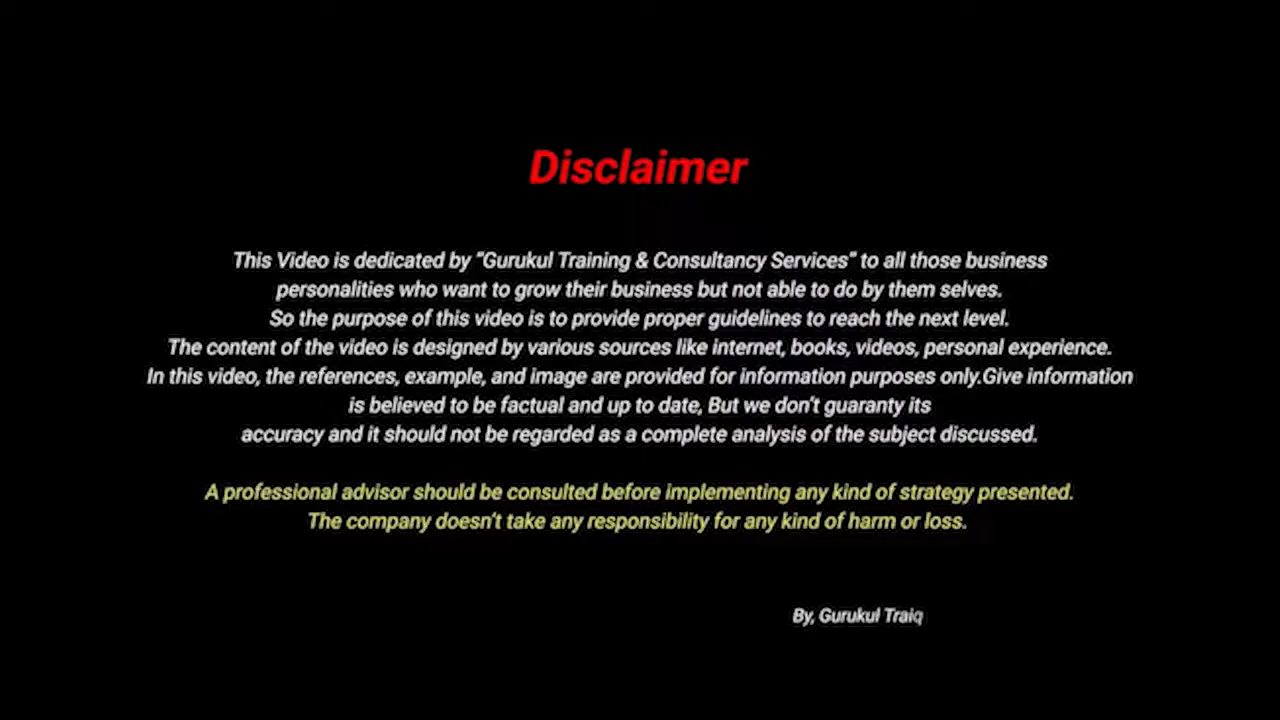 Disclaimer
This Video is dedicated by “Gurukul Training & Consultancy Services” to all those business
personalities who want to grow their business but not able to do by them selves.
So the purpose of this video is to provide proper guidelines to reach the next level.
The content of the video is designed by various sources like internet, books, videos, personal experience.
In this video, the references, example, and image are provided for information purposes only.Give information
is believed to be factual and up to date, But we don't guaranty its
accuracy and it should not be regarded as a complete analysis of the subject discussed.
A professional advisor should be consulted before implementing any kind of strategy presented.
The company doesn't take any responsibility for any kind of harm or loss.
By, Gurukul Traiq